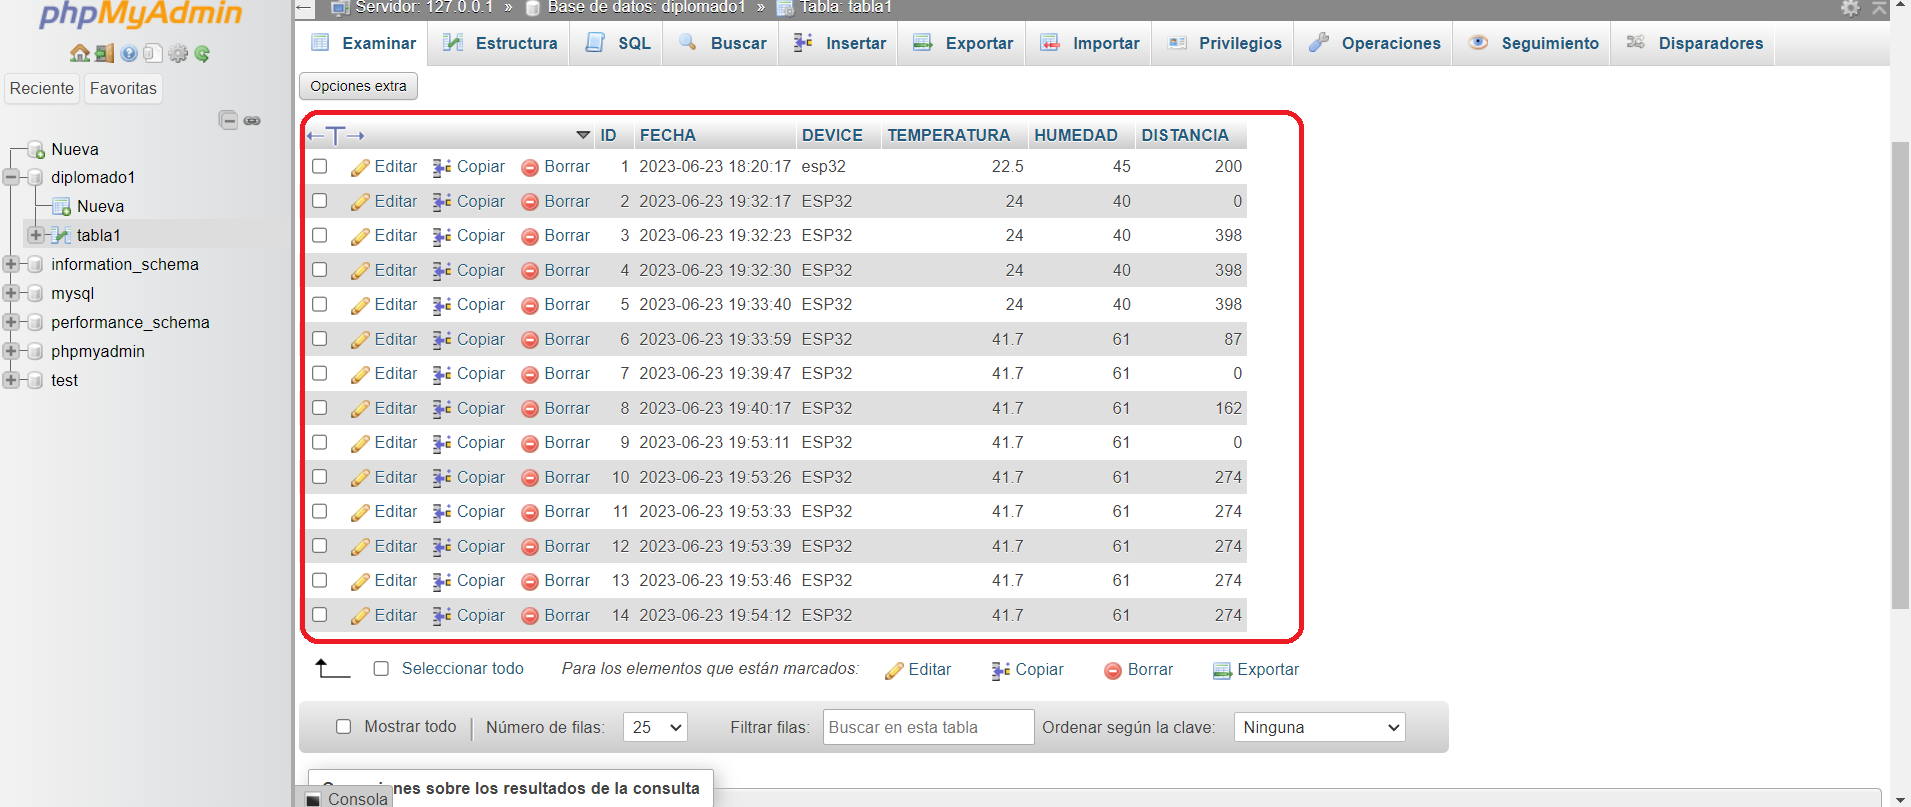 phpMyAdmin
Reciente Favoritas
Nueva
diplomado1
Nueva
tabla1
information_schema
mysql
performance_schema
phpmyadmin
test
Servidor: 127.0.0.1 » Base de datos: diplomado1 » Tabla: tabla1
Examinar Estructura SQL Buscar Insertar Exportar Importar Privilegios Operaciones Seguimiento Disparadores
Opciones extra
←T→ ID FECHA DEVICE TEMPERATURA HUMEDAD DISTANCIA
Editar Copiar Borrar 1 2023-06-23 18:20:17 esp32 22.5 45 200
Editar Copiar Borrar 2 2023-06-23 19:32:17 ESP32 24 40 0
Editar Copiar Borrar 3 2023-06-23 19:32:23 ESP32 24 40 398
Editar Copiar Borrar 4 2023-06-23 19:32:30 ESP32 24 40 398
Editar Copiar Borrar 5 2023-06-23 19:33:40 ESP32 24 40 398
Editar Copiar Borrar 6 2023-06-23 19:33:59 ESP32 41.7 61 87
Editar Copiar Borrar 7 2023-06-23 19:39:47 ESP32 41.7 61 0
Editar Copiar Borrar 8 2023-06-23 19:40:17 ESP32 41.7 61 162
Editar Copiar Borrar 9 2023-06-23 19:53:11 ESP32 41.7 61 0
Editar Copiar Borrar 10 2023-06-23 19:53:26 ESP32 41.7 61 274
Editar Copiar Borrar 11 2023-06-23 19:53:33 ESP32 41.7 61 274
Editar Copiar Borrar 12 2023-06-23 19:53:39 ESP32 41.7 61 274
Editar Copiar Borrar 13 2023-06-23 19:53:46 ESP32 41.7 61 274
Editar Copiar Borrar 14 2023-06-23 19:54:12 ESP32 41.7 61 274
Seleccionar todo Para los elementos que están marcados: Editar Copiar Borrar Exportar
Mostrar todo Número de filas: 25 Filtrar filas: Buscar en esta tabla Ordenar según la clave: Ninguna
sobre los resultados de la consulta
Consola